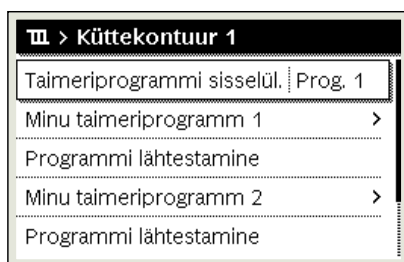 > Küttekontuur 1
Taimeriprogrammi sisselül. Prog. 1
Minu taimeriprogramm 1 >
Programmi lähtestamine
Minu taimeriprogramm 2 >
Programmi lähtestamine